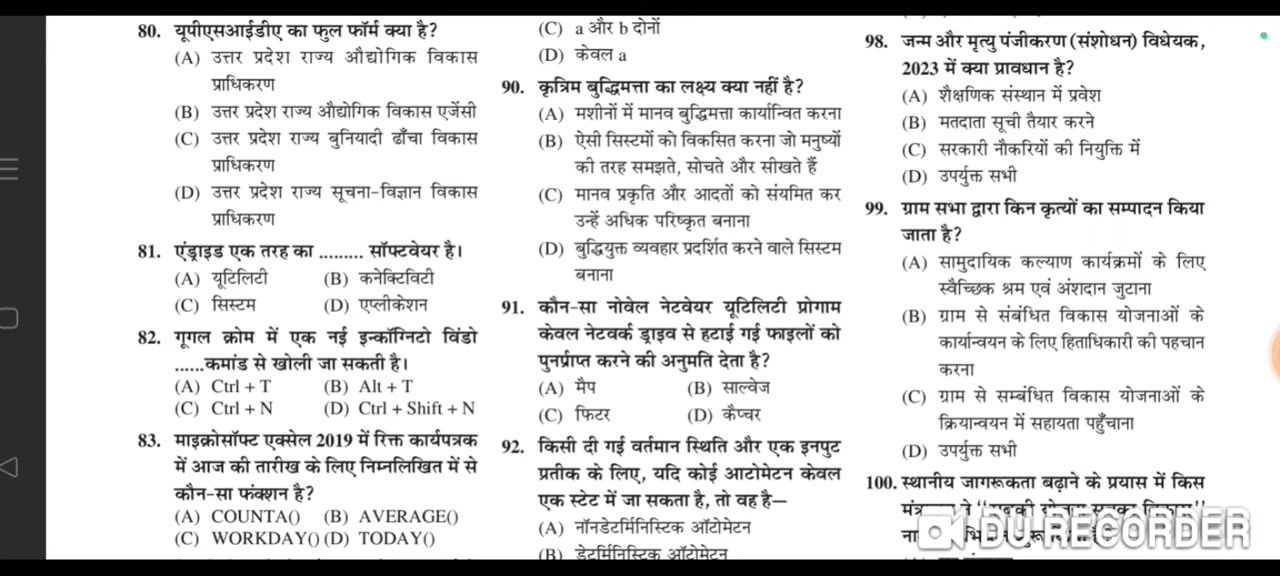 80. यूपीएसआईडीए का फुल फॉर्म क्या है?
(A) उत्तर प्रदेश राज्य औद्योगिक विकास
प्राधिकरण
(B) उत्तर प्रदेश राज्य औद्योगिक विकास एजेंसी
(C) उत्तर प्रदेश राज्य बुनियादी ढाँचा विकास
प्राधिकरण
(D) उत्तर प्रदेश राज्य सूचना-विज्ञान विकास
प्राधिकरण
81. एंड्राइड एक तरह का ......... सॉफ्टवेयर है।
(A) यूटिलिटी (B) कनेक्टिविटी
(C) सिस्टम (D) एप्लीकेशन
82. गूगल क्रोम में एक नई इन्कॉग्निटो विंडो
......कमांड से खोली जा सकती है।
(A) Ctrl + T (B) Alt + T
(C) Ctrl + N (D) Ctrl + Shift + N
83. माइक्रोसॉफ्ट एक्सेल 2019 में रिक्त कार्यपत्रक
में आज की तारीख के लिए निम्नलिखित में से
कौन-सा फंक्शन है?
(A) COUNTA() (B) AVERAGE()
(C) WORKDAY() (D) TODAY()
(C) a और b दोनों
(D) केवल a
90. कृत्रिम बुद्धिमत्ता का लक्ष्य क्या नहीं है?
(A) मशीनों में मानव बुद्धिमत्ता कार्यान्वित करना
(B) ऐसी सिस्टमों को विकसित करना जो मनुष्यों
की तरह समझते, सोचते और सीखते हैं
(C) मानव प्रकृति और आदतों को संयमित कर
उन्हें अधिक परिष्कृत बनाना
(D) बुद्धियुक्त व्यवहार प्रदर्शित करने वाले सिस्टम
बनाना
91. कौन-सा नोवेल नेटवेयर यूटिलिटी प्रोगाम
केवल नेटवर्क ड्राइव से हटाई गई फाइलों को
पुनर्प्राप्त करने की अनुमति देता है?
(A) मैप (B) साल्वेज
(C) फिटर (D) कैप्चर
92. किसी दी गई वर्तमान स्थिति और एक इनपुट
प्रतीक के लिए, यदि कोई आटोमेटन केवल
एक स्टेट में जा सकता है, तो वह है—
(A) नॉनडेटर्मिनिस्टिक ऑटोमेटन
(B) डेटर्मिनिस्टिक ऑटोमेटन
98. जन्म और मृत्यु पंजीकरण (संशोधन) विधेयक,
2023 में क्या प्रावधान है?
(A) शैक्षणिक संस्थान में प्रवेश
(B) मतदाता सूची तैयार करने
(C) सरकारी नौकरियों की नियुक्ति में
(D) उपर्युक्त सभी
99. ग्राम सभा द्वारा किन कृत्यों का सम्पादन किया
जाता है?
(A) सामुदायिक कल्याण कार्यक्रमों के लिए
स्वैच्छिक श्रम एवं अंशदान जुटाना
(B) ग्राम से संबंधित विकास योजनाओं के
कार्यान्वयन के लिए हिताधिकारी की पहचान
करना
(C) ग्राम से सम्बंधित विकास योजनाओं के
क्रियान्वयन में सहायता पहुँचाना
(D) उपर्युक्त सभी
100. स्थानीय जागरूकता बढ़ाने के प्रयास में किस
DU RECORDER